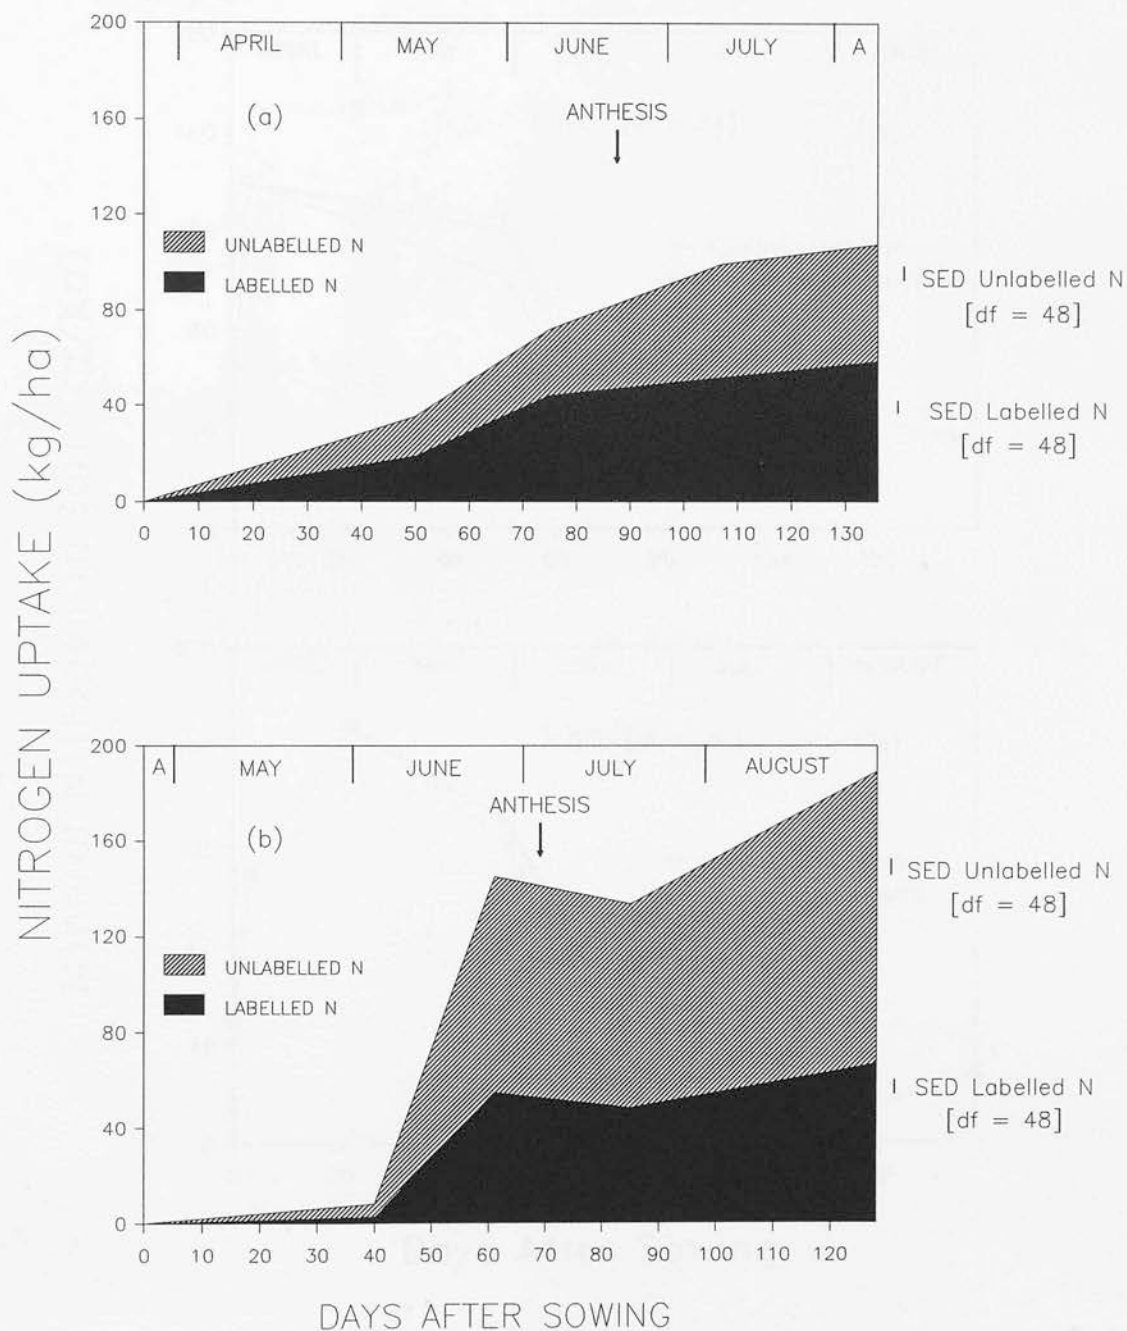 200
APRIL MAY JUNE JULY A
160
(a)
ANTHESIS
120
UNLABELLED N
LABELLED N
80
SED Unlabelled N
[df = 48]
40
SED Labelled N
[df = 48]
0
0 10 20 30 40 50 60 70 80 90 100 110 120 130
NITROGEN UPTAKE (kg/ha)
200
A MAY JUNE JULY AUGUST
ANTHESIS
160
(b)
SED Unlabelled N
[df = 48]
120
UNLABELLED N
LABELLED N
80
SED Labelled N
[df = 48]
40
0
0 10 20 30 40 50 60 70 80 90 100 110 120
DAYS AFTER SOWING